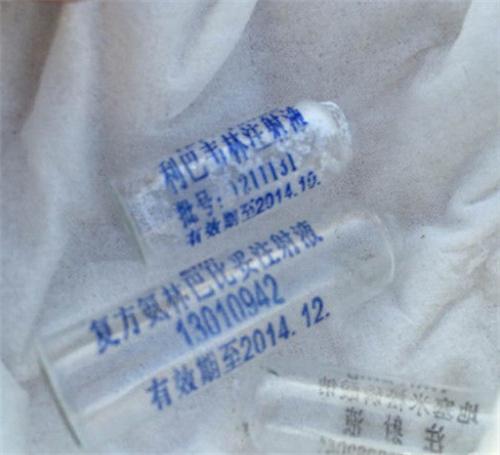 利巴韦林注射液
批号：1211131
有效期至2014.10.
复方氨林巴比妥注射液
13010942
有效期至2014.12.